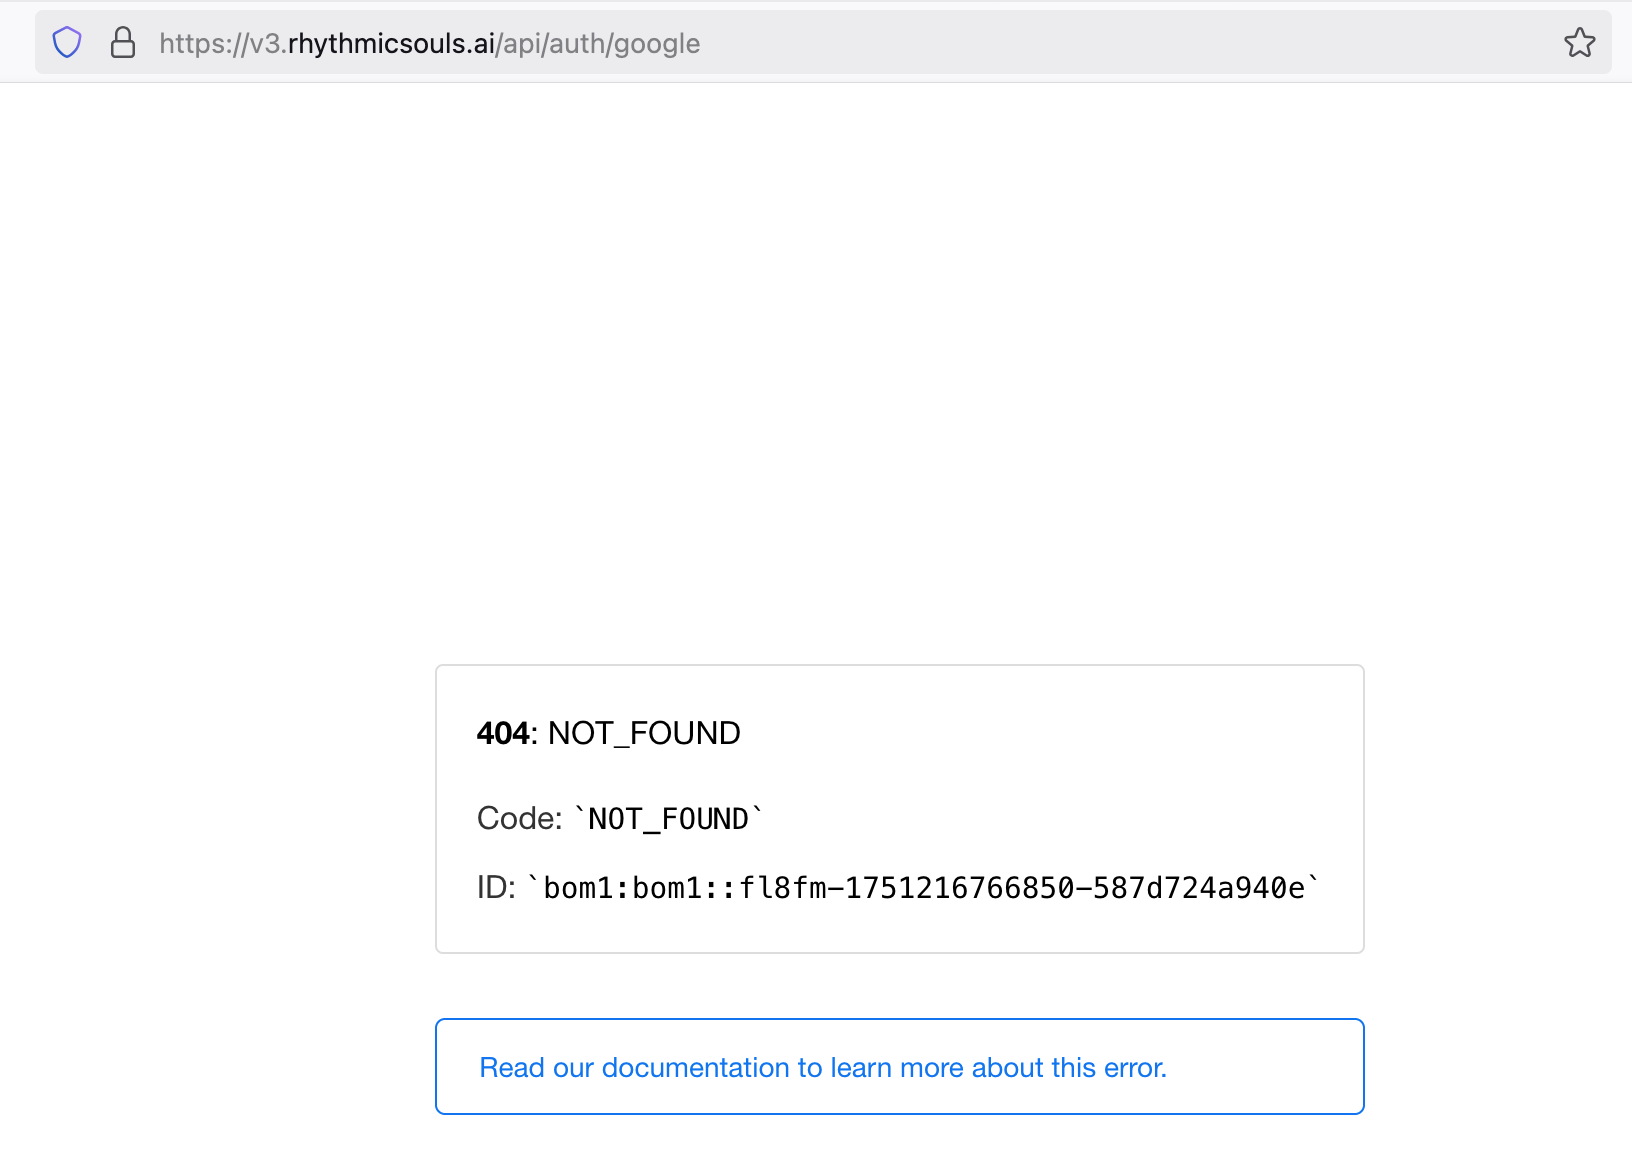 https://v3.rhythmicsouls.ai/api/auth/google
404: NOT_FOUND
Code: `NOT_FOUND`
ID: `bom1:bom1::fl8fm-1751216766850-587d724a940e`
Read our documentation to learn more about this error.